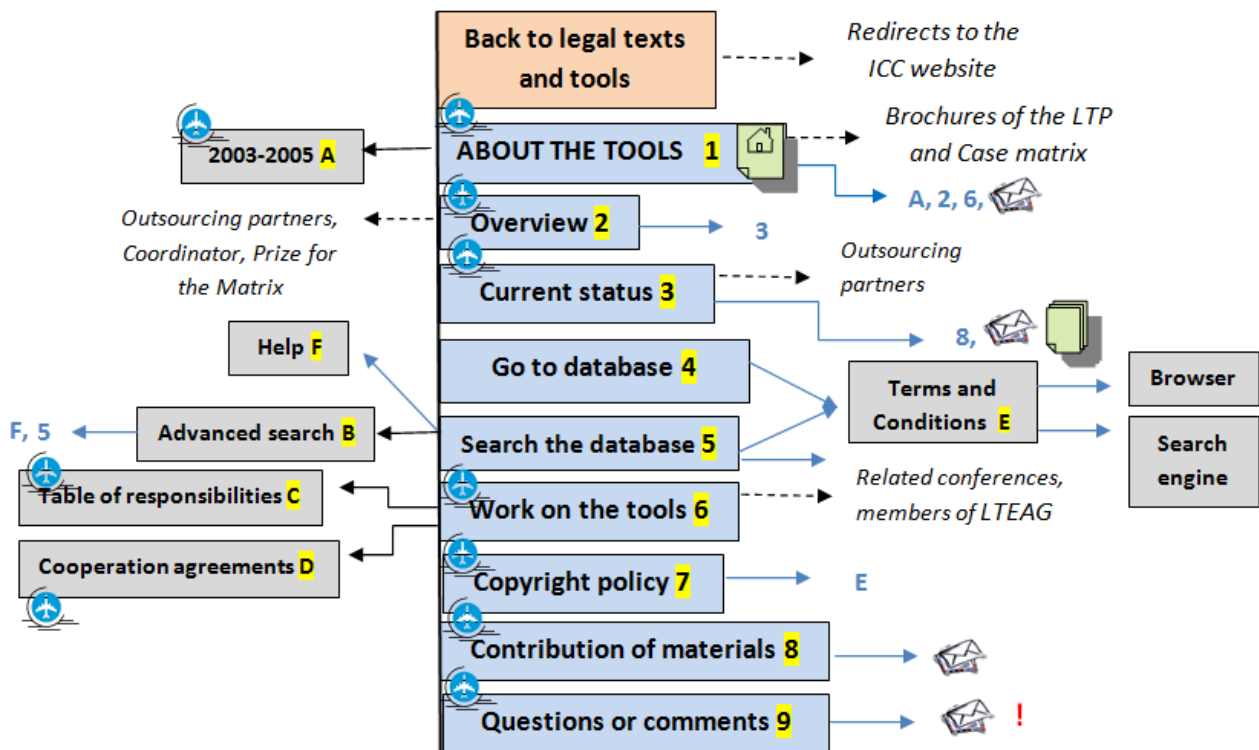 Back to legal texts
and tools
Redirects to the
ICC website
2003-2005 A
ABOUT THE TOOLS 1
Brochures of the LTP
and Case matrix
A, 2, 6,
Outsourcing partners,
Coordinator, Prize for
the Matrix
Overview 2
3
Current status 3
Outsourcing
partners
8,
Help F
Go to database 4
Terms and
Conditions E
Browser
Search
engine
F, 5
Advanced search B
Search the database 5
Related conferences,
members of LTEAG
Table of responsibilities C
Work on the tools 6
Cooperation agreements D
Copyright policy 7
E
Contribution of materials 8
Questions or comments 9
!